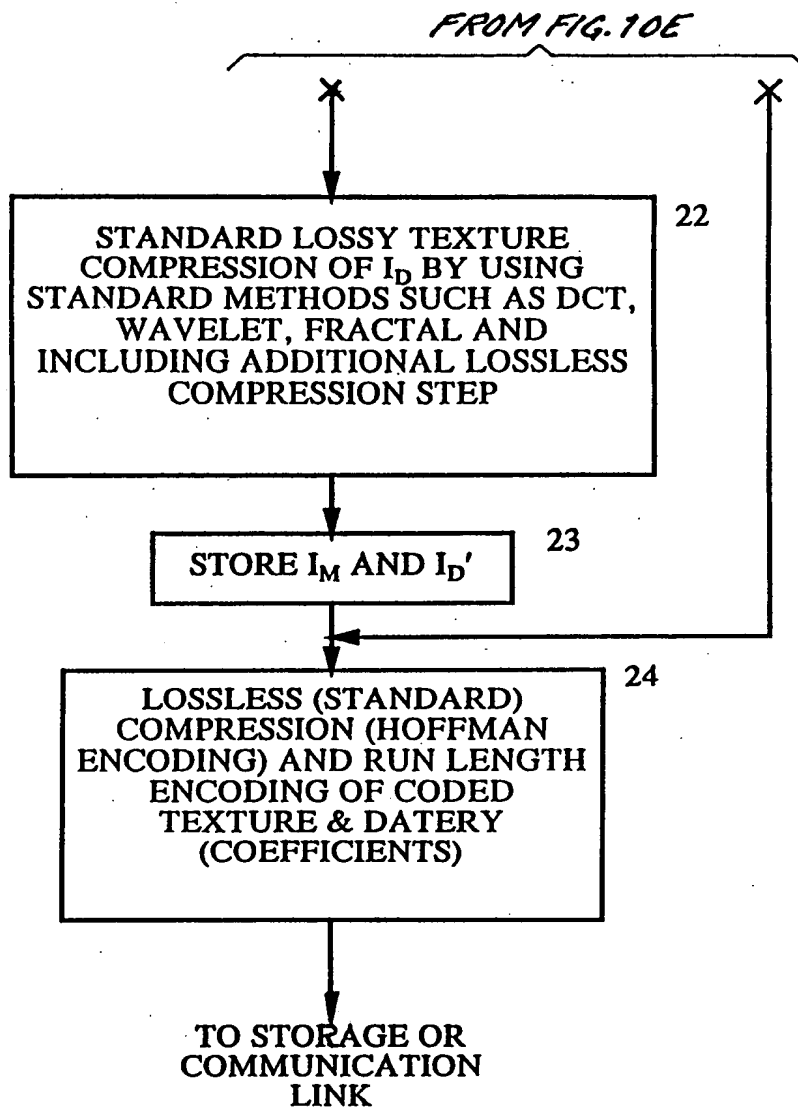 FROM FIG. 10E
22
STANDARD LOSSY TEXTURE
COMPRESSION OF I_D BY USING
STANDARD METHODS SUCH AS DCT,
WAVELET, FRACTAL AND
INCLUDING ADDITIONAL LOSSLESS
COMPRESSION STEP
23
STORE I_M AND I_D'
24
LOSSLESS (STANDARD)
COMPRESSION (HOFFMAN
ENCODING) AND RUN LENGTH
ENCODING OF CODED
TEXTURE & DATERY
(COEFFICIENTS)
TO STORAGE OR
COMMUNICATION
LINK